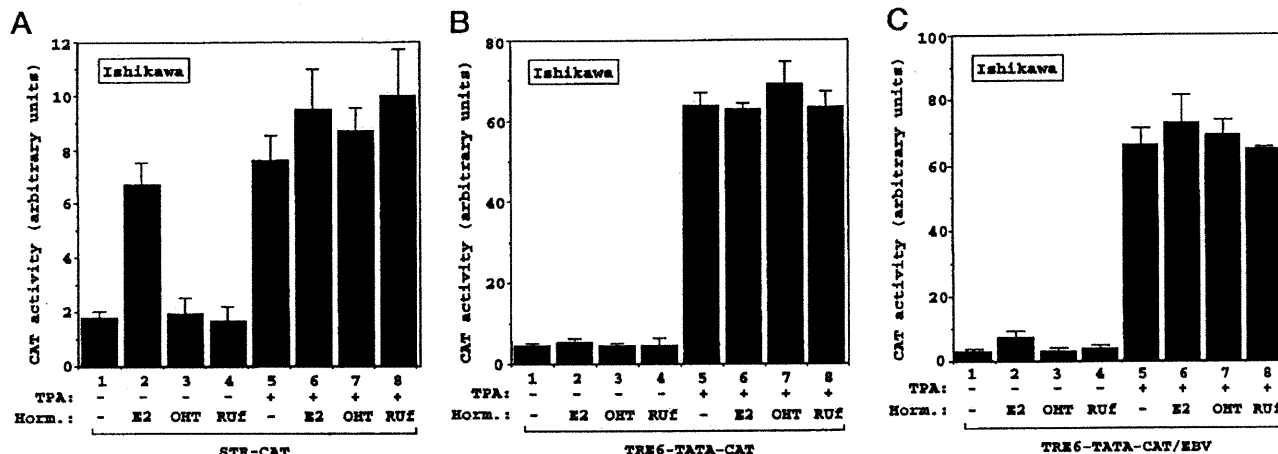 A
CAT activity (arbitrary units)
12
10
8
6
4
2
0
Ishikawa
1 2 3 4 5 6 7 8
TPA: - - - - + + + +
Horm.: - E2 OHT RUf - E2 OHT RUf
STR-CAT
B
CAT activity (arbitrary units)
80
60
40
20
0
Ishikawa
1 2 3 4 5 6 7 8
TPA: - - - - + + + +
Horm.: - E2 OHT RUf - E2 OHT RUf
TRE6-TATA-CAT
C
CAT activity (arbitrary units)
100
80
60
40
20
0
Ishikawa
1 2 3 4 5 6 7 8
TPA: - - - - + + + +
Horm.: - E2 OHT RUf - E2 OHT RUf
TRE6-TATA-CAT/EBV